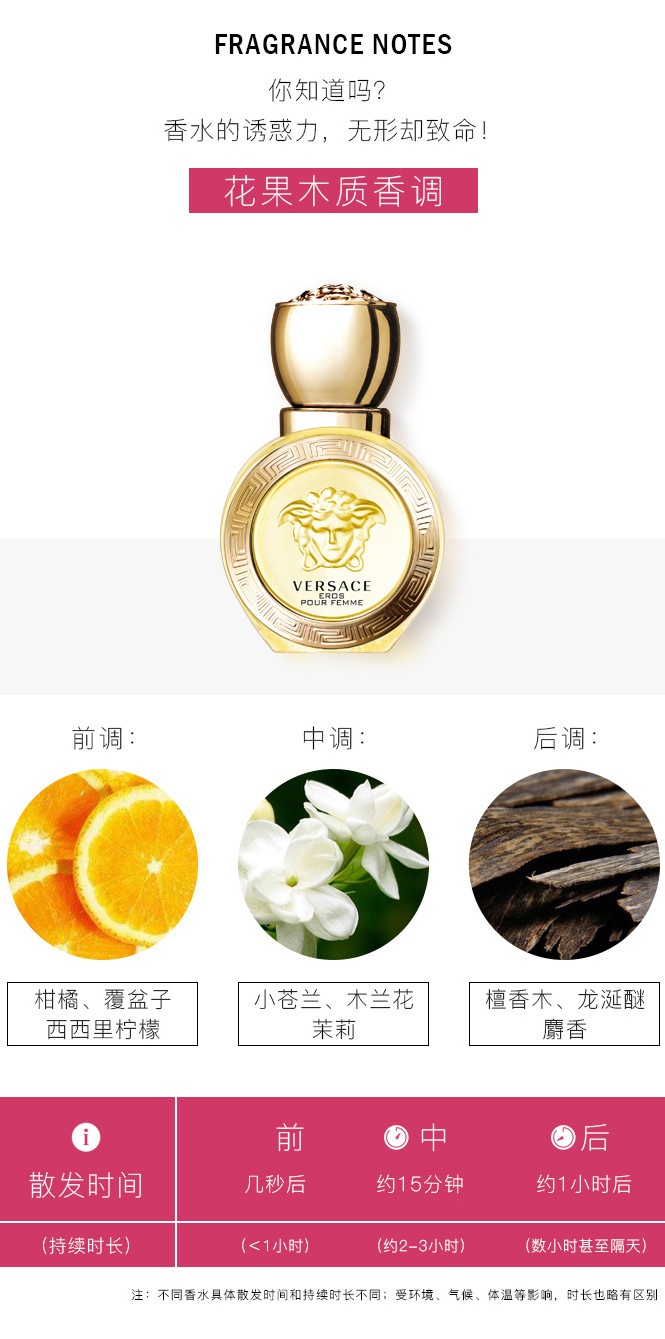 FRAGRANCE NOTES
你知道吗?
香水的诱惑力，无形却致命!
花果木质香调
VERSACE
EROS
POUR FEMME
前调：
中调：
后调：
柑橘、覆盆子
西西里柠檬
小苍兰、木兰花
茉莉
檀香木、龙涎醚
麝香
i
散发时间
前
几秒后
中
约15分钟
后
约1小时后
(持续时长)
(<1小时)
(约2-3小时)
(数小时甚至隔天)
注：不同香水具体散发时间和持续时长不同；受环境、气候、体温等影响，时长也略有区别